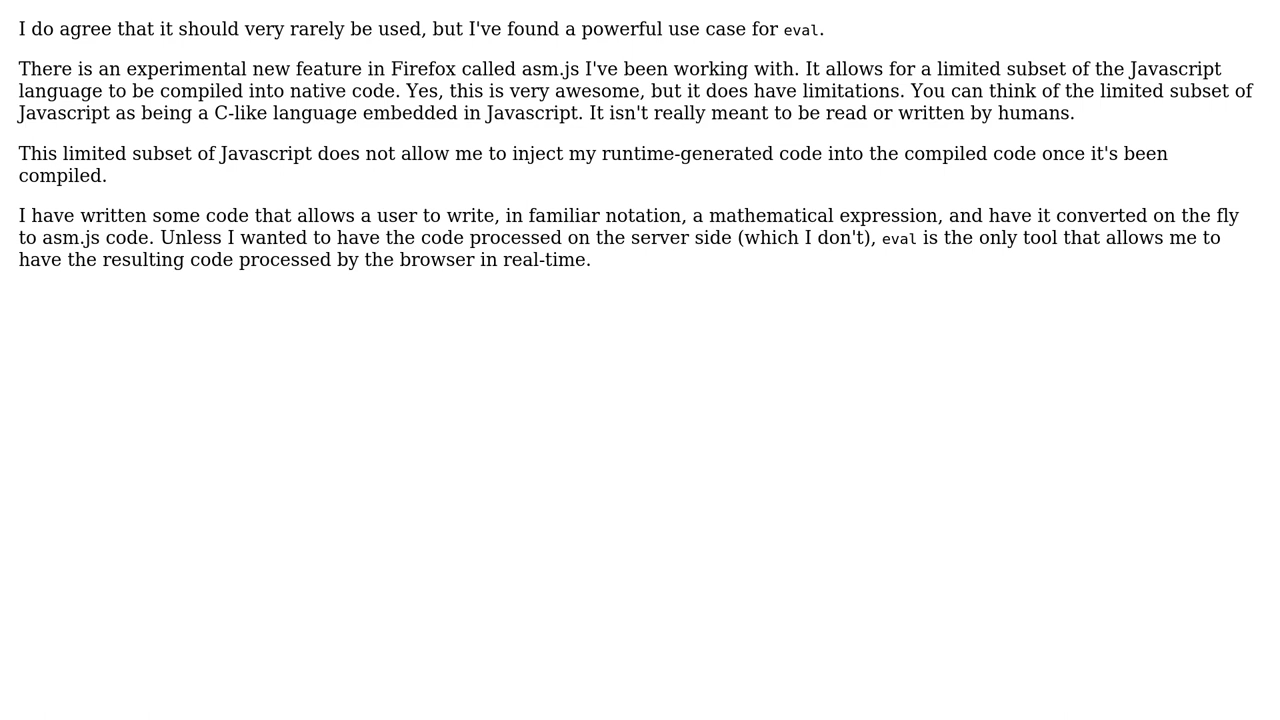 I do agree that it should very rarely be used, but I've found a powerful use case for eval.
There is an experimental new feature in Firefox called asm.js I've been working with. It allows for a limited subset of the Javascript
language to be compiled into native code. Yes, this is very awesome, but it does have limitations. You can think of the limited subset of
Javascript as being a C-like language embedded in Javascript. It isn't really meant to be read or written by humans.
This limited subset of Javascript does not allow me to inject my runtime-generated code into the compiled code once it's been
compiled.
I have written some code that allows a user to write, in familiar notation, a mathematical expression, and have it converted on the fly
to asm.js code. Unless I wanted to have the code processed on the server side (which I don't), eval is the only tool that allows me to
have the resulting code processed by the browser in real-time.